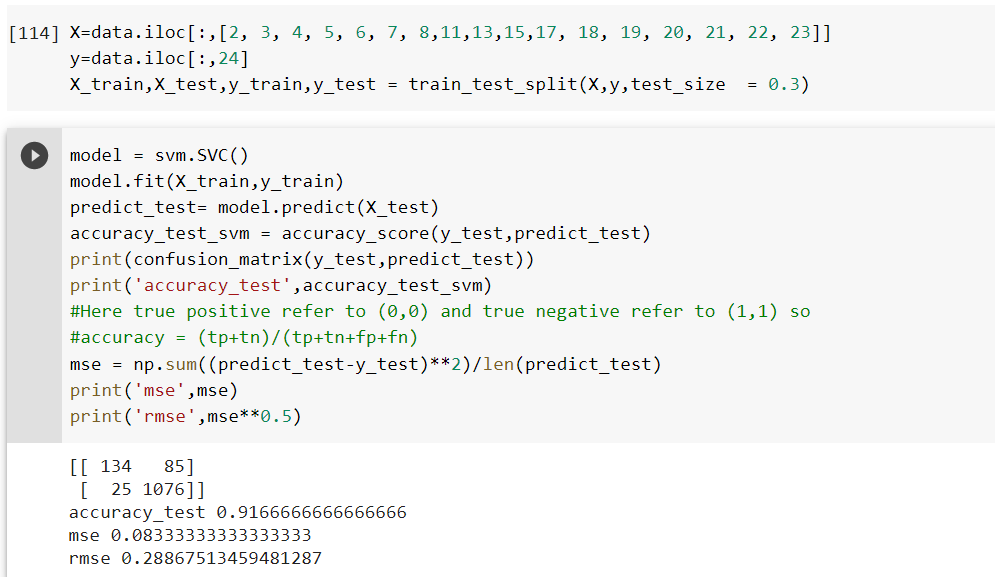 [114] X=data.iloc[:,[2, 3, 4, 5, 6, 7, 8,11,13,15,17, 18, 19, 20, 21, 22, 23]]
y=data.iloc[:,24]
X_train,X_test,y_train,y_test = train_test_split(X,y,test_size  = 0.3)
model = svm.SVC()
model.fit(X_train,y_train)
predict_test= model.predict(X_test)
accuracy_test_svm = accuracy_score(y_test,predict_test)
print(confusion_matrix(y_test,predict_test))
print('accuracy_test',accuracy_test_svm)
#Here true positive refer to (0,0) and true negative refer to (1,1) so
#accuracy = (tp+tn)/(tp+tn+fp+fn)
mse = np.sum((predict_test-y_test)**2)/len(predict_test)
print('mse',mse)
print('rmse',mse**0.5)
[[ 134   85]
 [  25 1076]]
accuracy_test 0.9166666666666666
mse 0.08333333333333333
rmse 0.28867513459481287